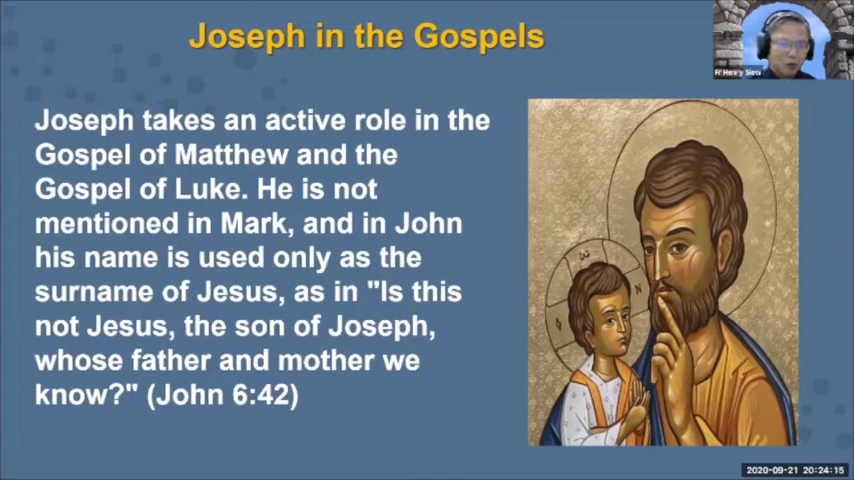 Joseph in the Gospels
Fr Henry Siew
Joseph takes an active role in the
Gospel of Matthew and the
Gospel of Luke. He is not
mentioned in Mark, and in John
his name is used only as the
surname of Jesus, as in "Is this
not Jesus, the son of Joseph,
whose father and mother we
know?" (John 6:42)
ω
Ο
Ν
2020-09-21 20:24:15